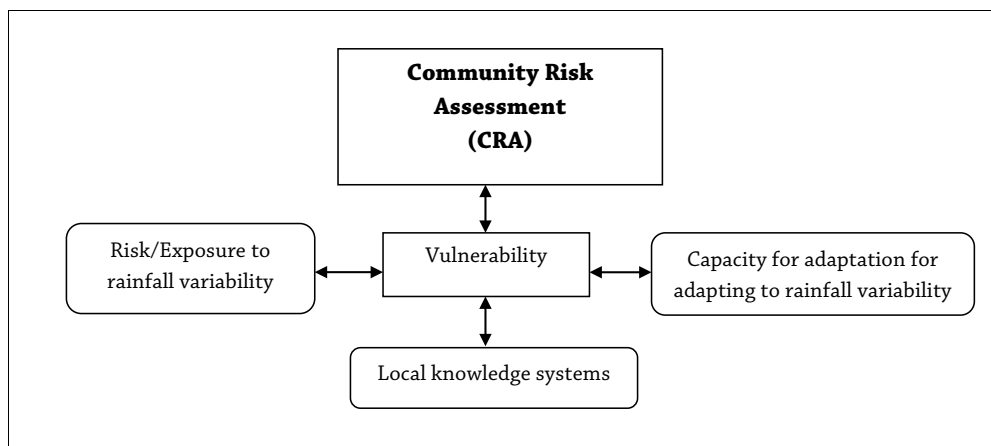 Community Risk
Assessment
(CRA)
Risk/Exposure to
rainfall variability
Vulnerability
Capacity for adaptation for
adapting to rainfall variability
Local knowledge systems